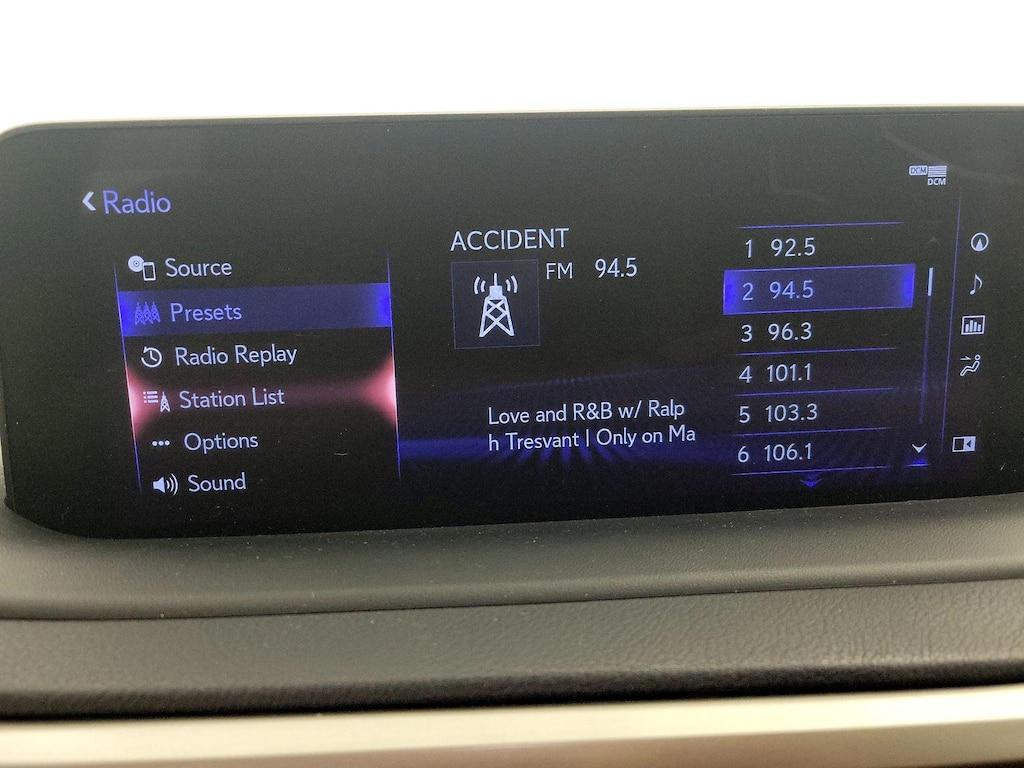 DCM
DCM
Radio
Source
Presets
Radio Replay
Station List
Options
Sound
ACCIDENT
FM 94.5
Love and R&B w/ Ralp
h Tresvant | Only on Ma
1 92.5
2 94.5
3 96.3
4 101.1
5 103.3
6 106.1